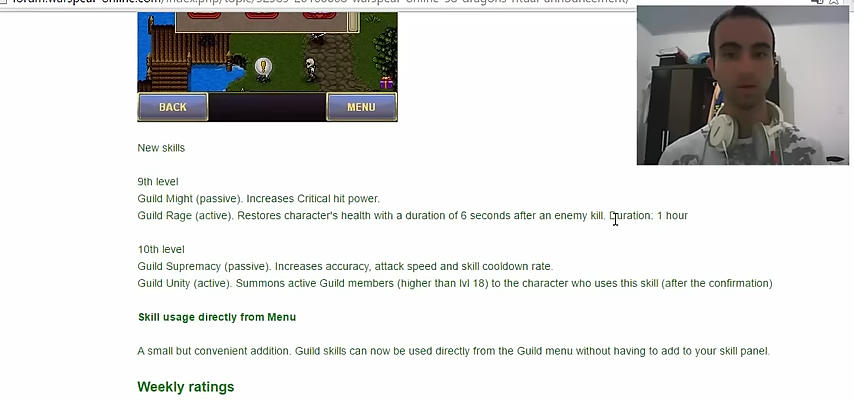 BACK
MENU
New skills
9th level
Guild Might (passive). Increases Critical hit power.
Guild Rage (active). Restores character's health with a duration of 6 seconds after an enemy kill. Duration: 1 hour
10th level
Guild Supremacy (passive). Increases accuracy, attack speed and skill cooldown rate.
Guild Unity (active). Summons active Guild members (higher than lvl 18) to the character who uses this skill (after the confirmation)
Skill usage directly from Menu
A small but convenient addition. Guild skills can now be used directly from the Guild menu without having to add to your skill panel.
Weekly ratings